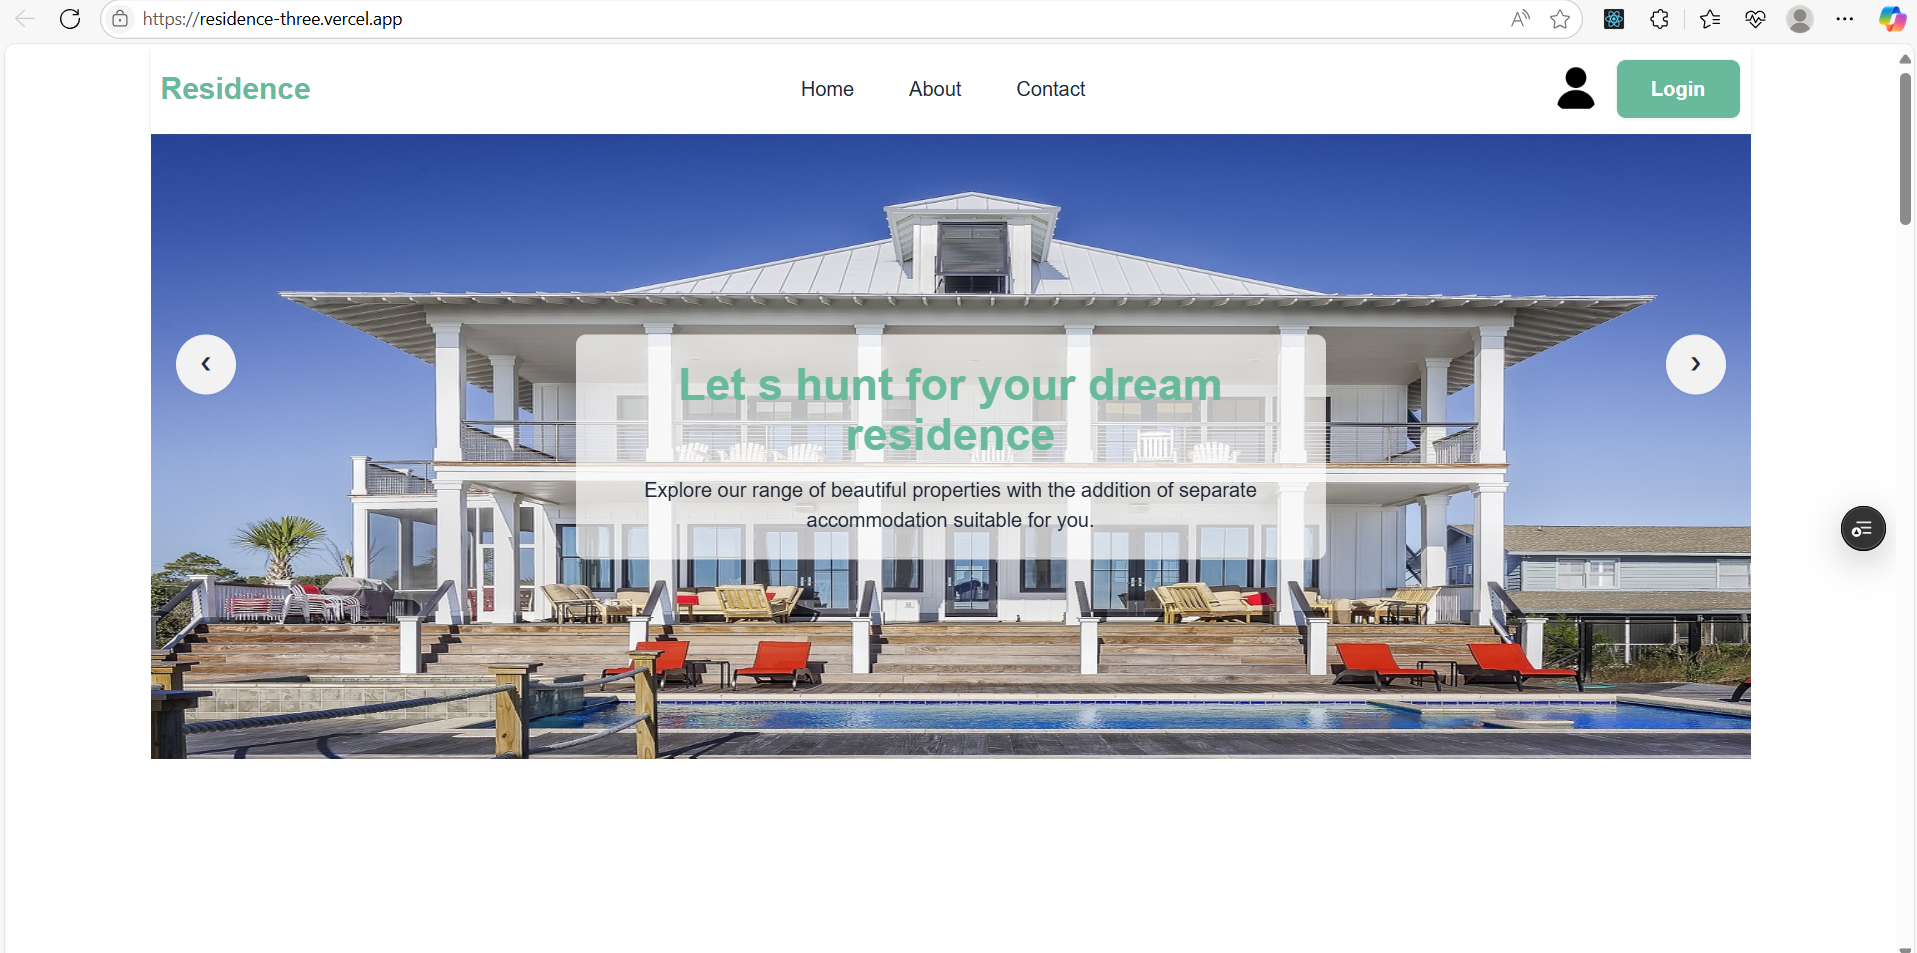 https://residence-three.vercel.app
Residence
Home About Contact
Login
Let s hunt for your dream
residence
Explore our range of beautiful properties with the addition of separate
accommodation suitable for you.